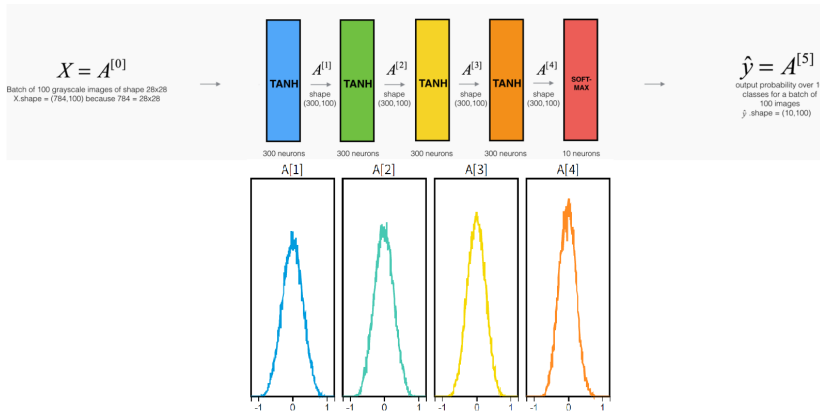 X = A[0]
Batch of 100 grayscale images of shape 28x28
X.shape = (784,100) because 784 = 28x28
TANH
A[1]
shape
(300,100)
TANH
A[2]
shape
(300,100)
TANH
A[3]
shape
(300,100)
TANH
A[4]
shape
(300,100)
SOFT-
MAX
300 neurons 300 neurons 300 neurons 300 neurons 10 neurons
ŷ = A[5]
output probability over 1
classes for a batch of
100 images
ŷ .shape = (10,100)
A[1] A[2] A[3] A[4]
-1 0 1 -1 0 1 -1 0 1 -1 0 1